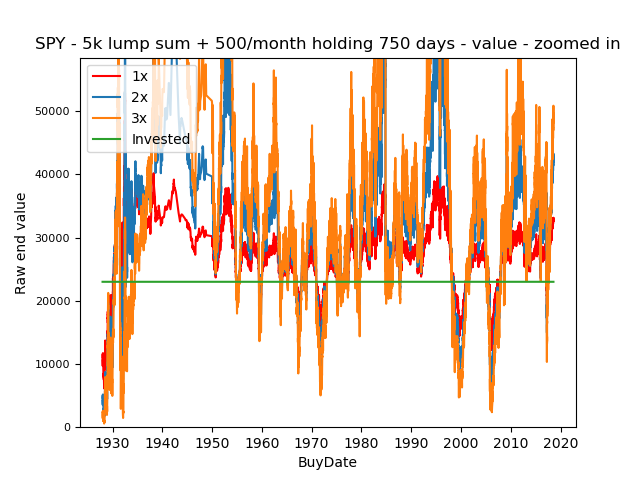 SPY - 5k lump sum + 500/month holding 750 days - value - zoomed in
1x
2x
3x
Invested
50000
40000
30000
20000
10000
0
Raw end value
1930 1940 1950 1960 1970 1980 1990 2000 2010 2020
BuyDate